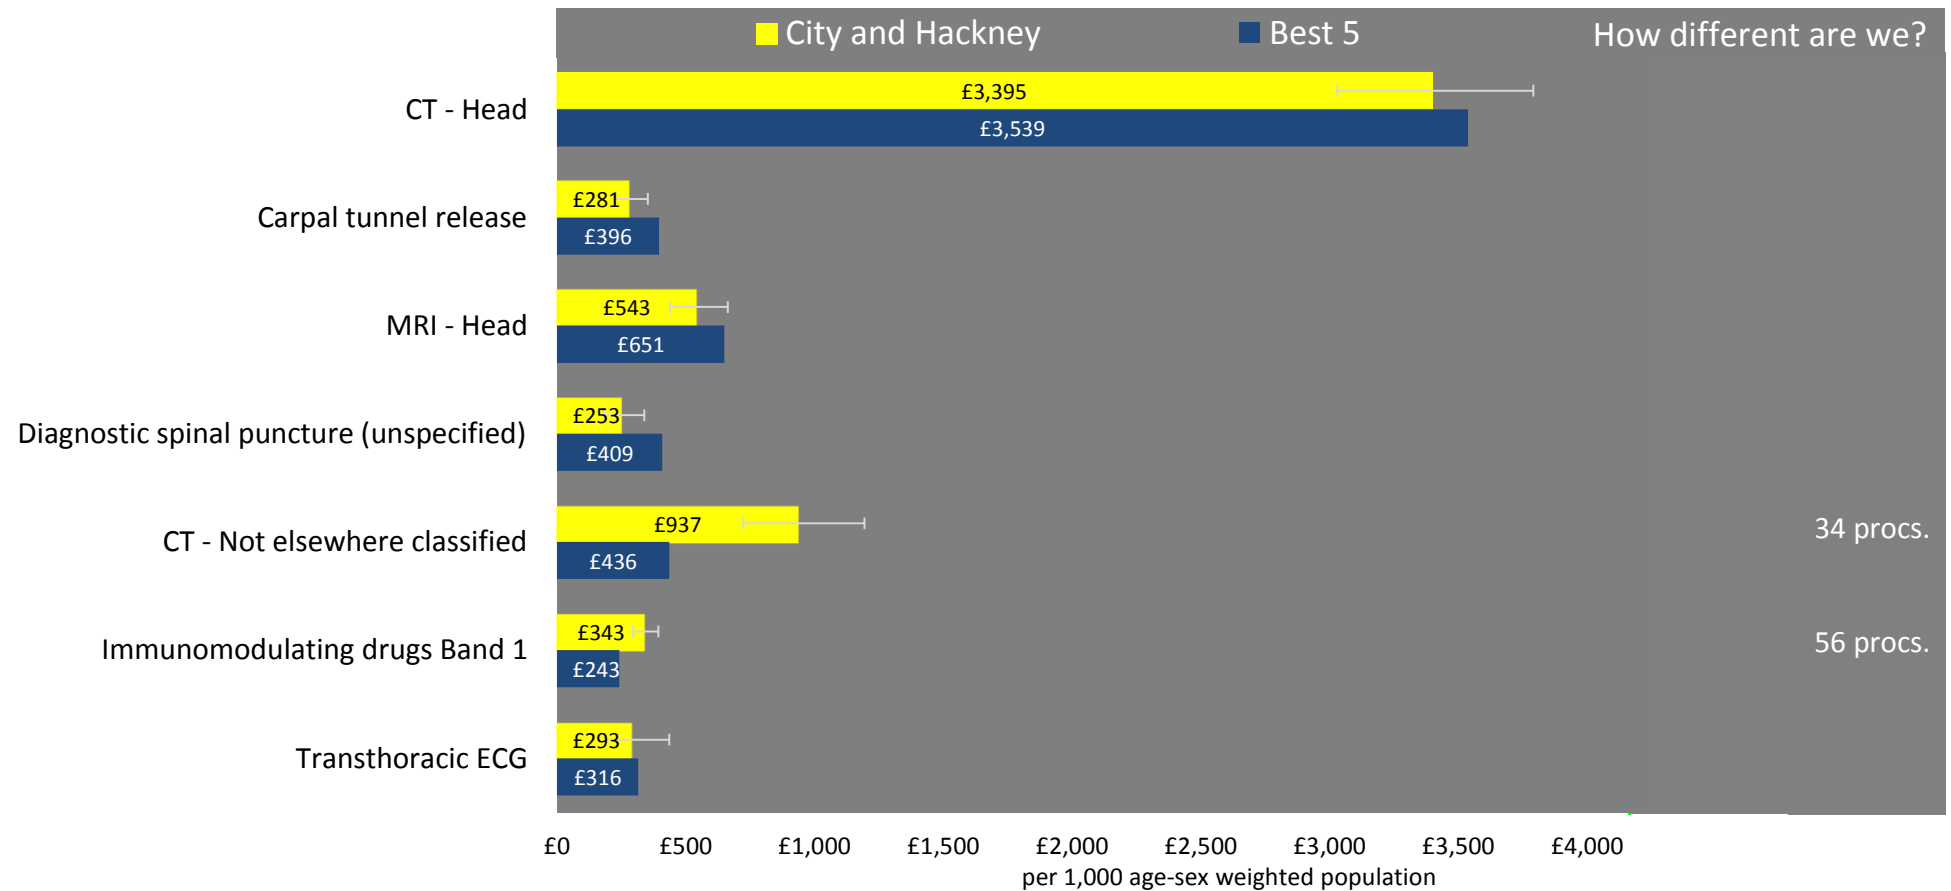 City and Hackney Best 5 How different are we?
CT - Head
£3,395
£3,539
Carpal tunnel release
£281
£396
MRI - Head
£543
£651
Diagnostic spinal puncture (unspecified)
£253
£409
CT - Not elsewhere classified
£937
£436
34 procs.
Immunomodulating drugs Band 1
£343
£243
56 procs.
Transthoracic ECG
£293
£316
£0 £500 £1,000 £1,500 £2,000 £2,500 £3,000 £3,500 £4,000
per 1,000 age-sex weighted population